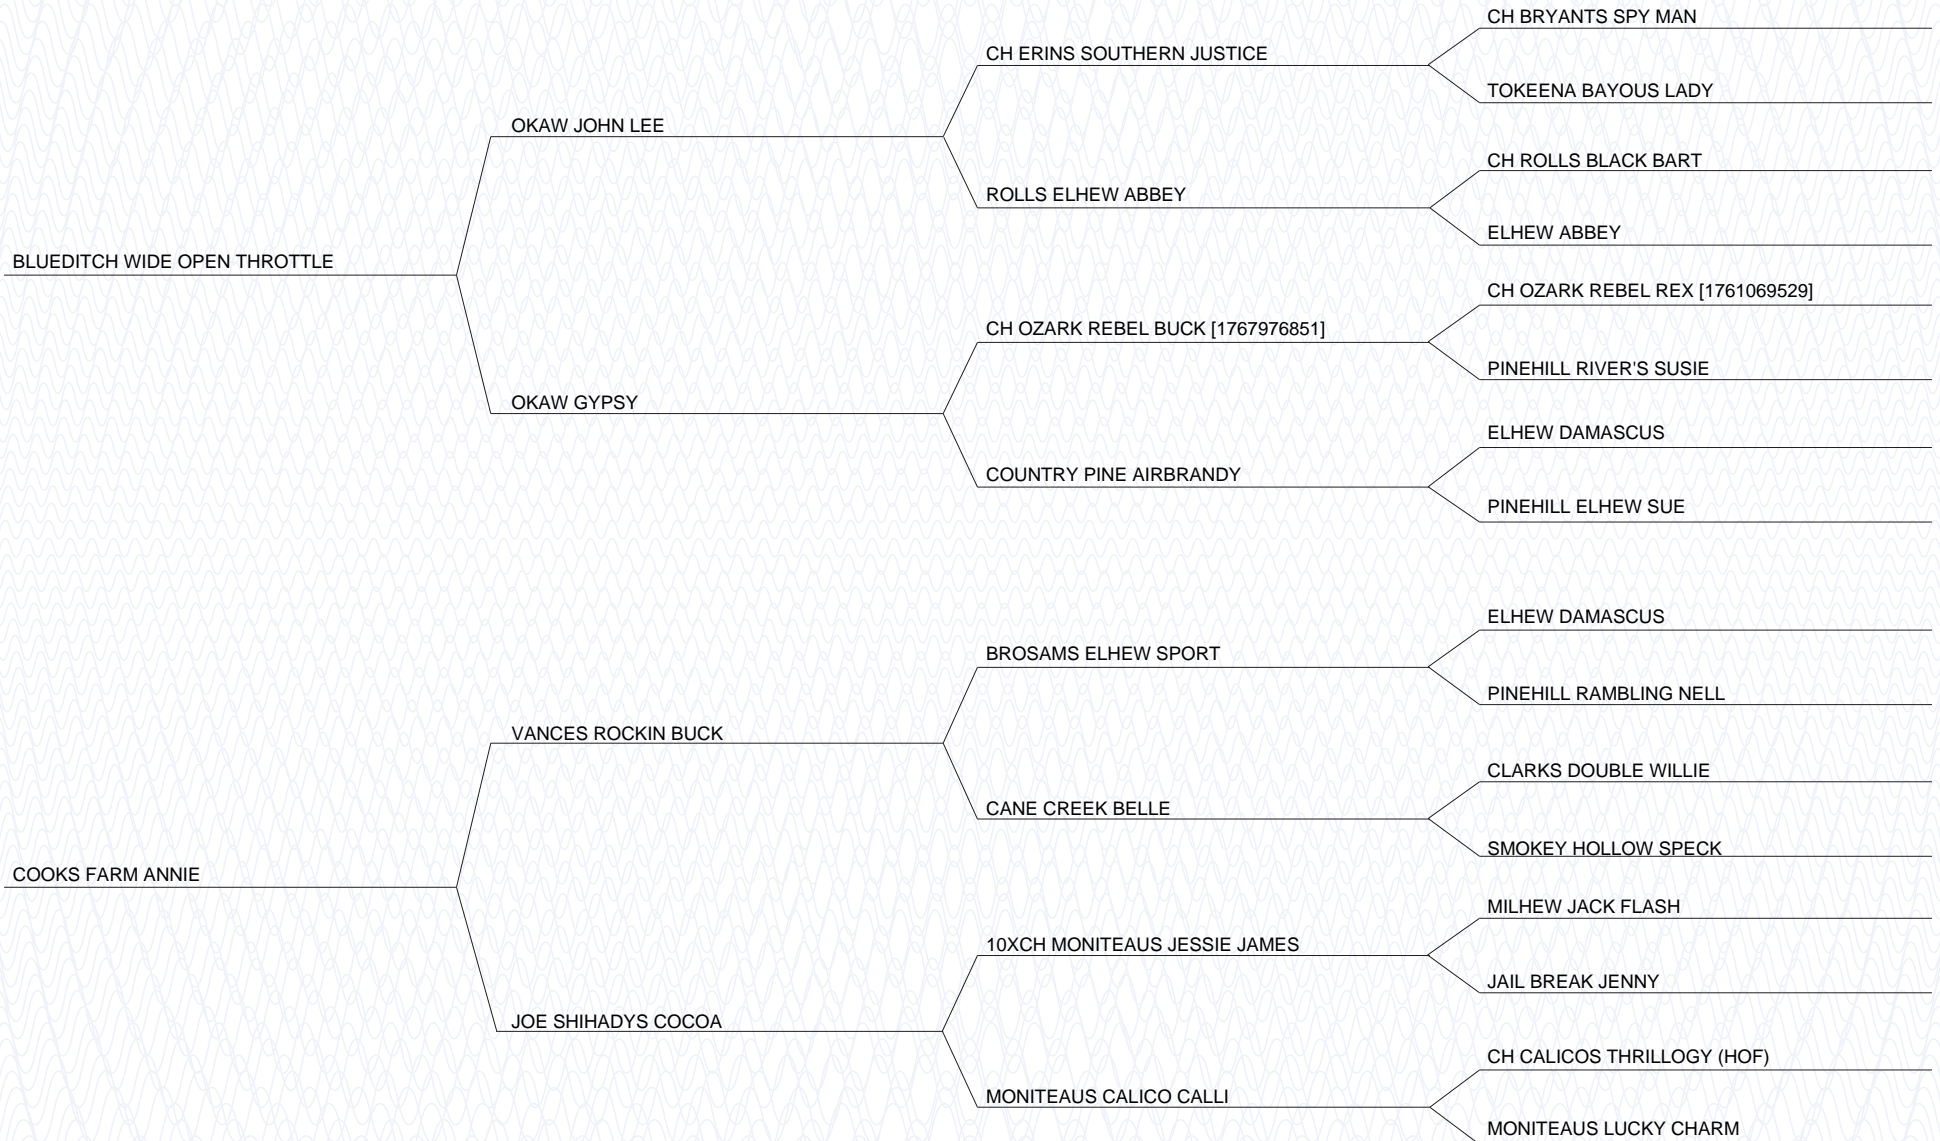 CH BRYANTS SPY MAN
CH ERINS SOUTHERN JUSTICE
TOKEENA BAYOUS LADY
OKAW JOHN LEE
CH ROLLS BLACK BART
ROLLS ELHEW ABBEY
ELHEW ABBEY
BLUEDITCH WIDE OPEN THROTTLE
CH OZARK REBEL REX [1761069529]
CH OZARK REBEL BUCK [1767976851]
PINEHILL RIVER'S SUSIE
OKAW GYPSY
ELHEW DAMASCUS
COUNTRY PINE AIRBRANDY
PINEHILL ELHEW SUE
ELHEW DAMASCUS
BROSAMS ELHEW SPORT
PINEHILL RAMBLING NELL
VANCES ROCKIN BUCK
CLARKS DOUBLE WILLIE
CANE CREEK BELLE
SMOKEY HOLLOW SPECK
COOKS FARM ANNIE
MILHEW JACK FLASH
10XCH MONITEAUS JESSIE JAMES
JAIL BREAK JENNY
JOE SHIHADYS COCOA
CH CALICOS THRILLOGY (HOF)
MONITEAUS CALICO CALLI
MONITEAUS LUCKY CHARM